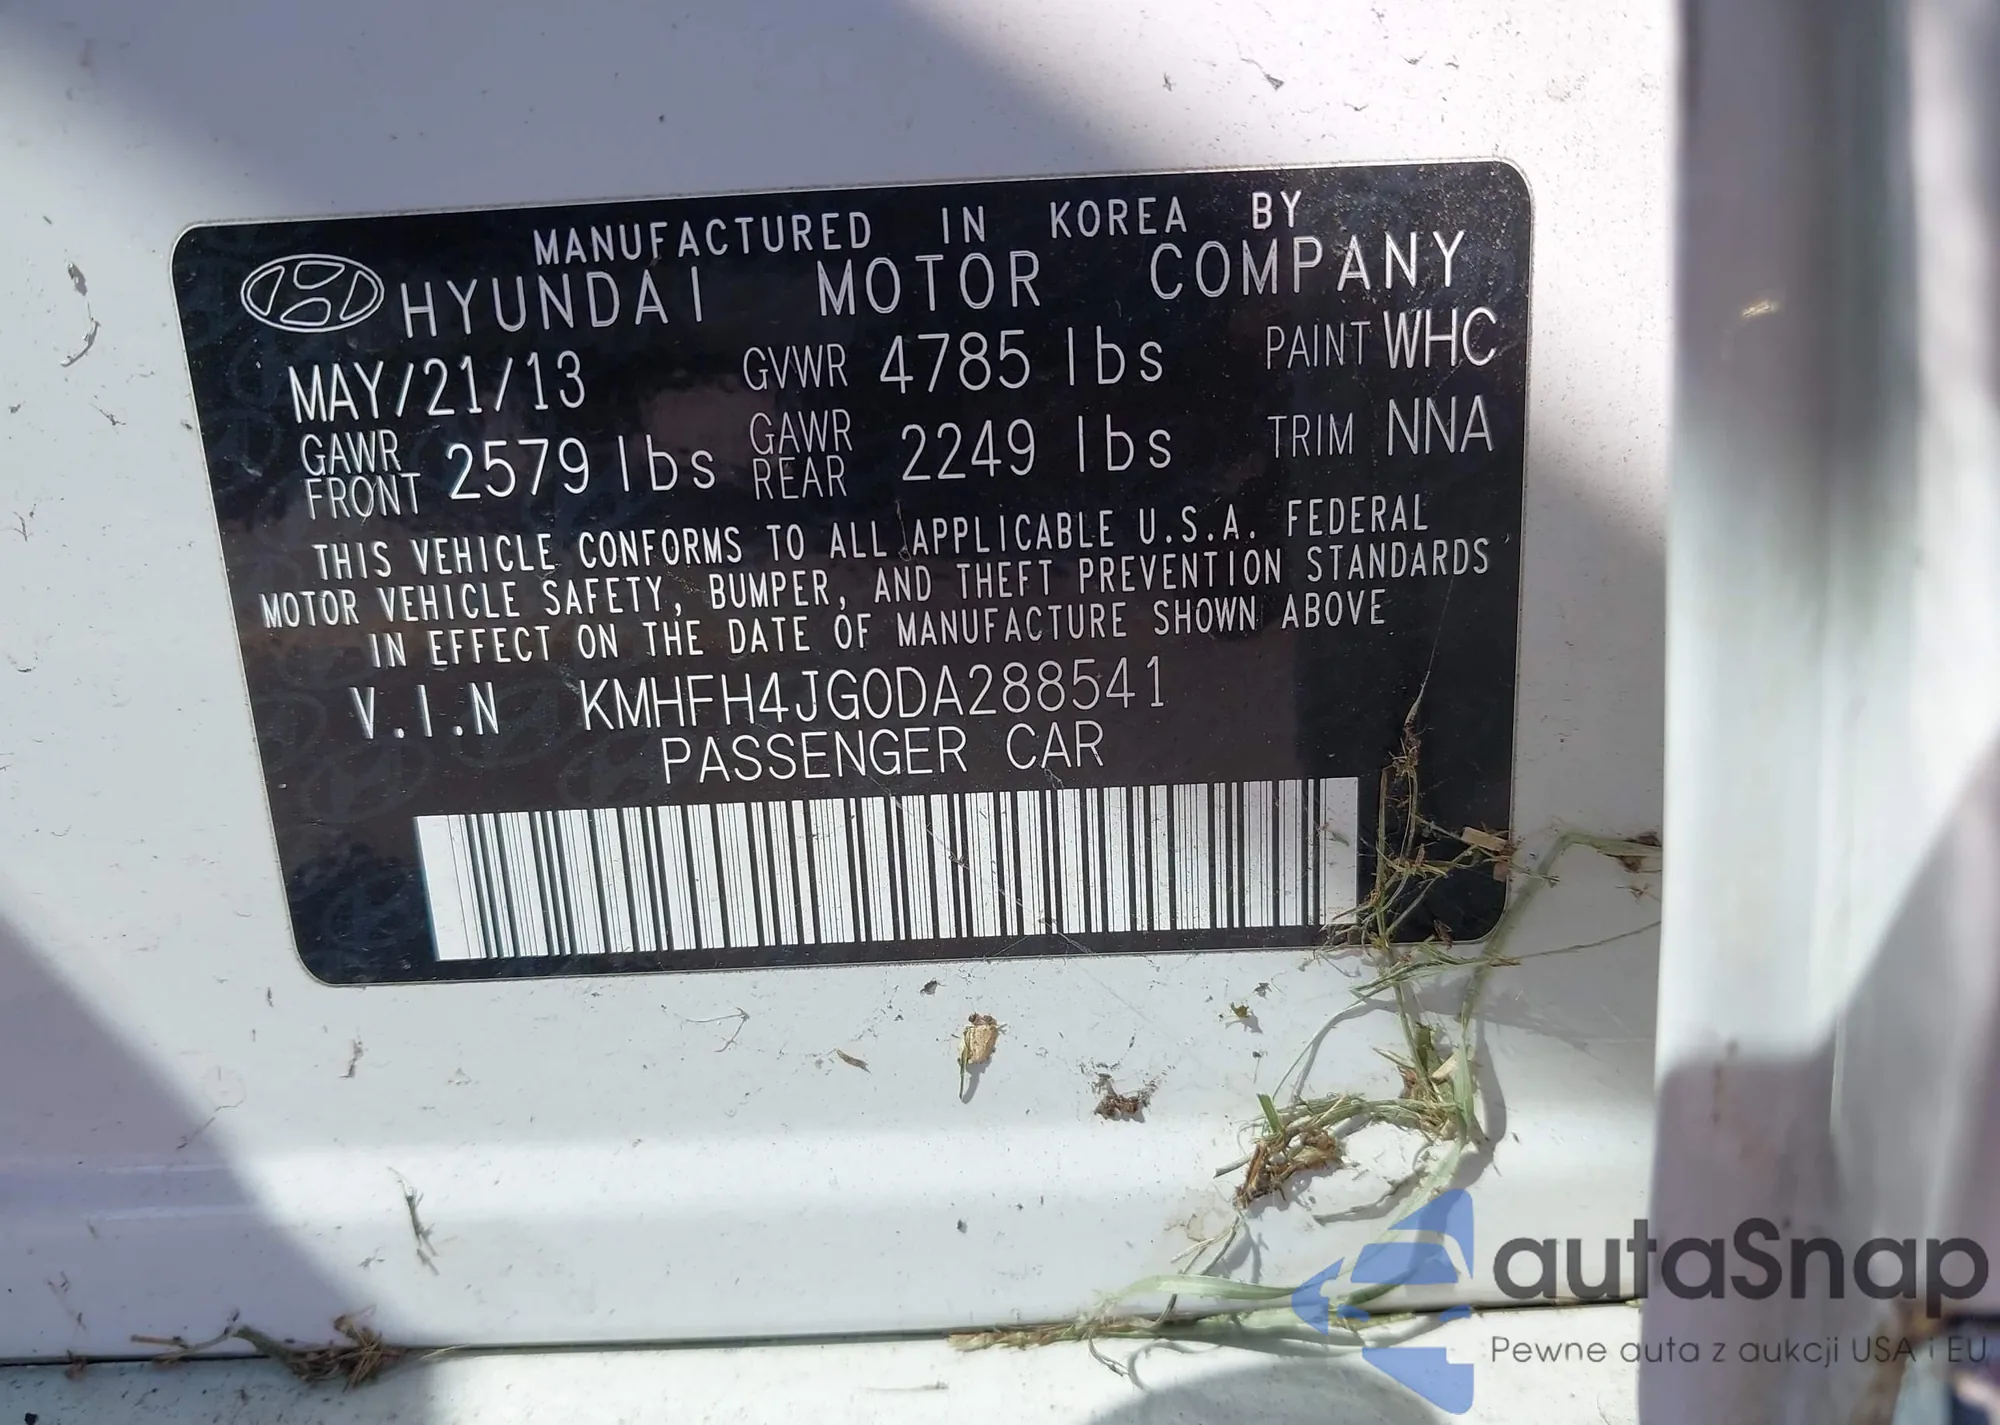 MANUFACTURED IN KOREA BY
HYUNDAI MOTOR COMPANY
MAY/21/13 GVWR 4785 lbs PAINT WHC
GAWR FRONT 2579 lbs GAWR REAR 2249 lbs TRIM NNA
THIS VEHICLE CONFORMS TO ALL APPLICABLE U.S.A. FEDERAL
MOTOR VEHICLE SAFETY, BUMPER, AND THEFT PREVENTION STANDARDS
IN EFFECT ON THE DATE OF MANUFACTURE SHOWN ABOVE
V.I.N KMHFH4JG0DA288541
PASSENGER CAR
autaSnap
Pewne auta z aukcji USA i EU